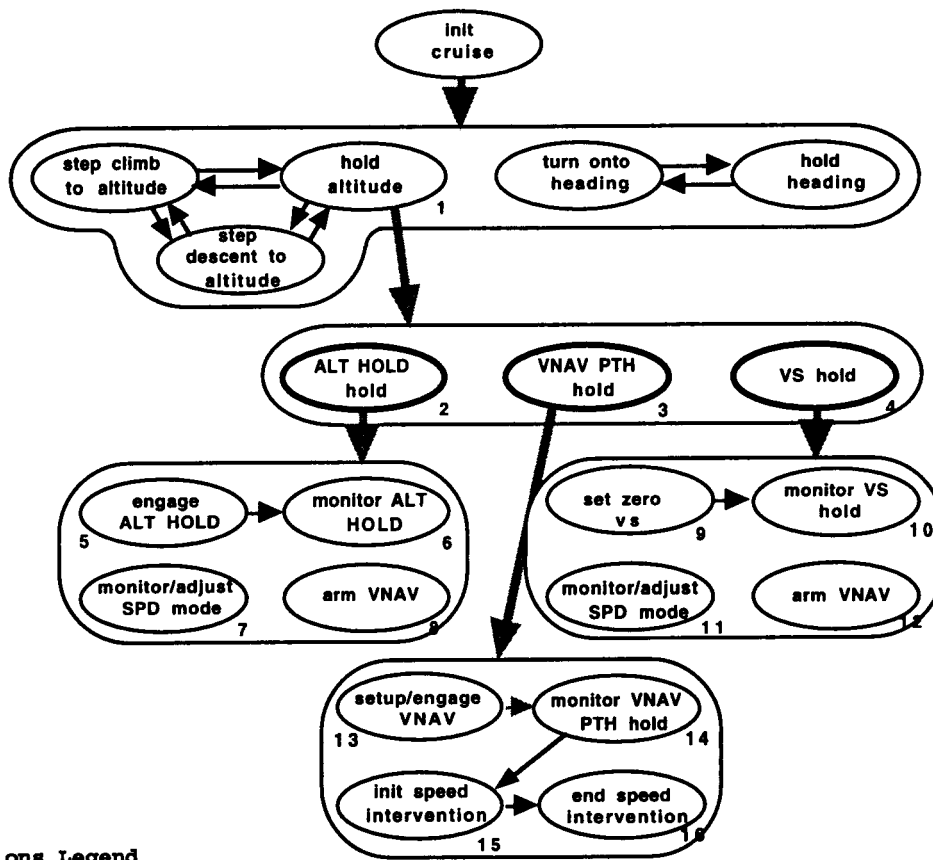 init
cruise
step climb
to altitude
hold
altitude
1
turn onto
heading
hold
heading
step
descent to
altitude
ALT HOLD
hold
2
VNAV PTH
hold
3
VS hold
4
engage
ALT HOLD
5
monitor ALT
HOLD
6
monitor/adjust
SPD mode
7
arm VNAV
8
set zero
vs
9
monitor VS
hold
10
monitor/adjust
SPD mode
11
arm VNAV
12
setup/engage
VNAV
13
monitor VNAV
PTH hold
14
init speed
intervention
15
end speed
intervention
16
ons Legend